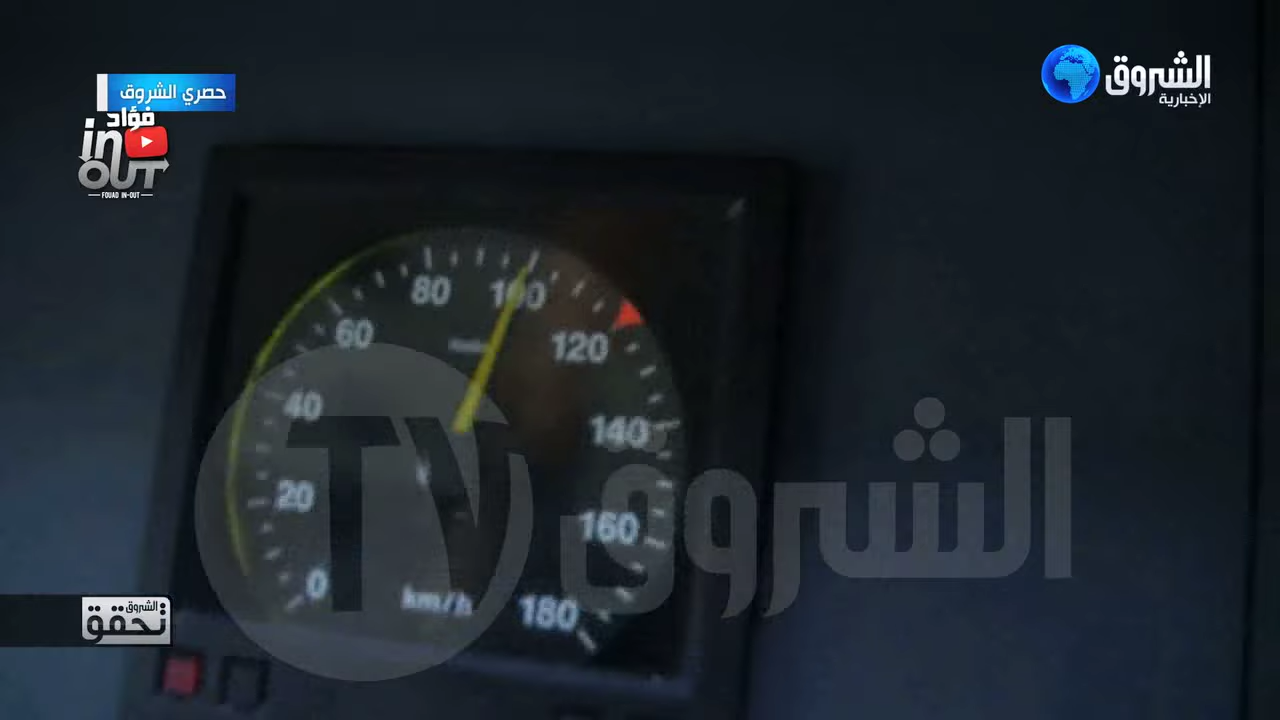 الشروق
الإخبارية
حصري الشروق
فؤاد
in
OUT
FOUAD IN-OUT
80
100
60
120
40
140
20
160
0
km/h
180
TV الشروق
الشروق
تحقق